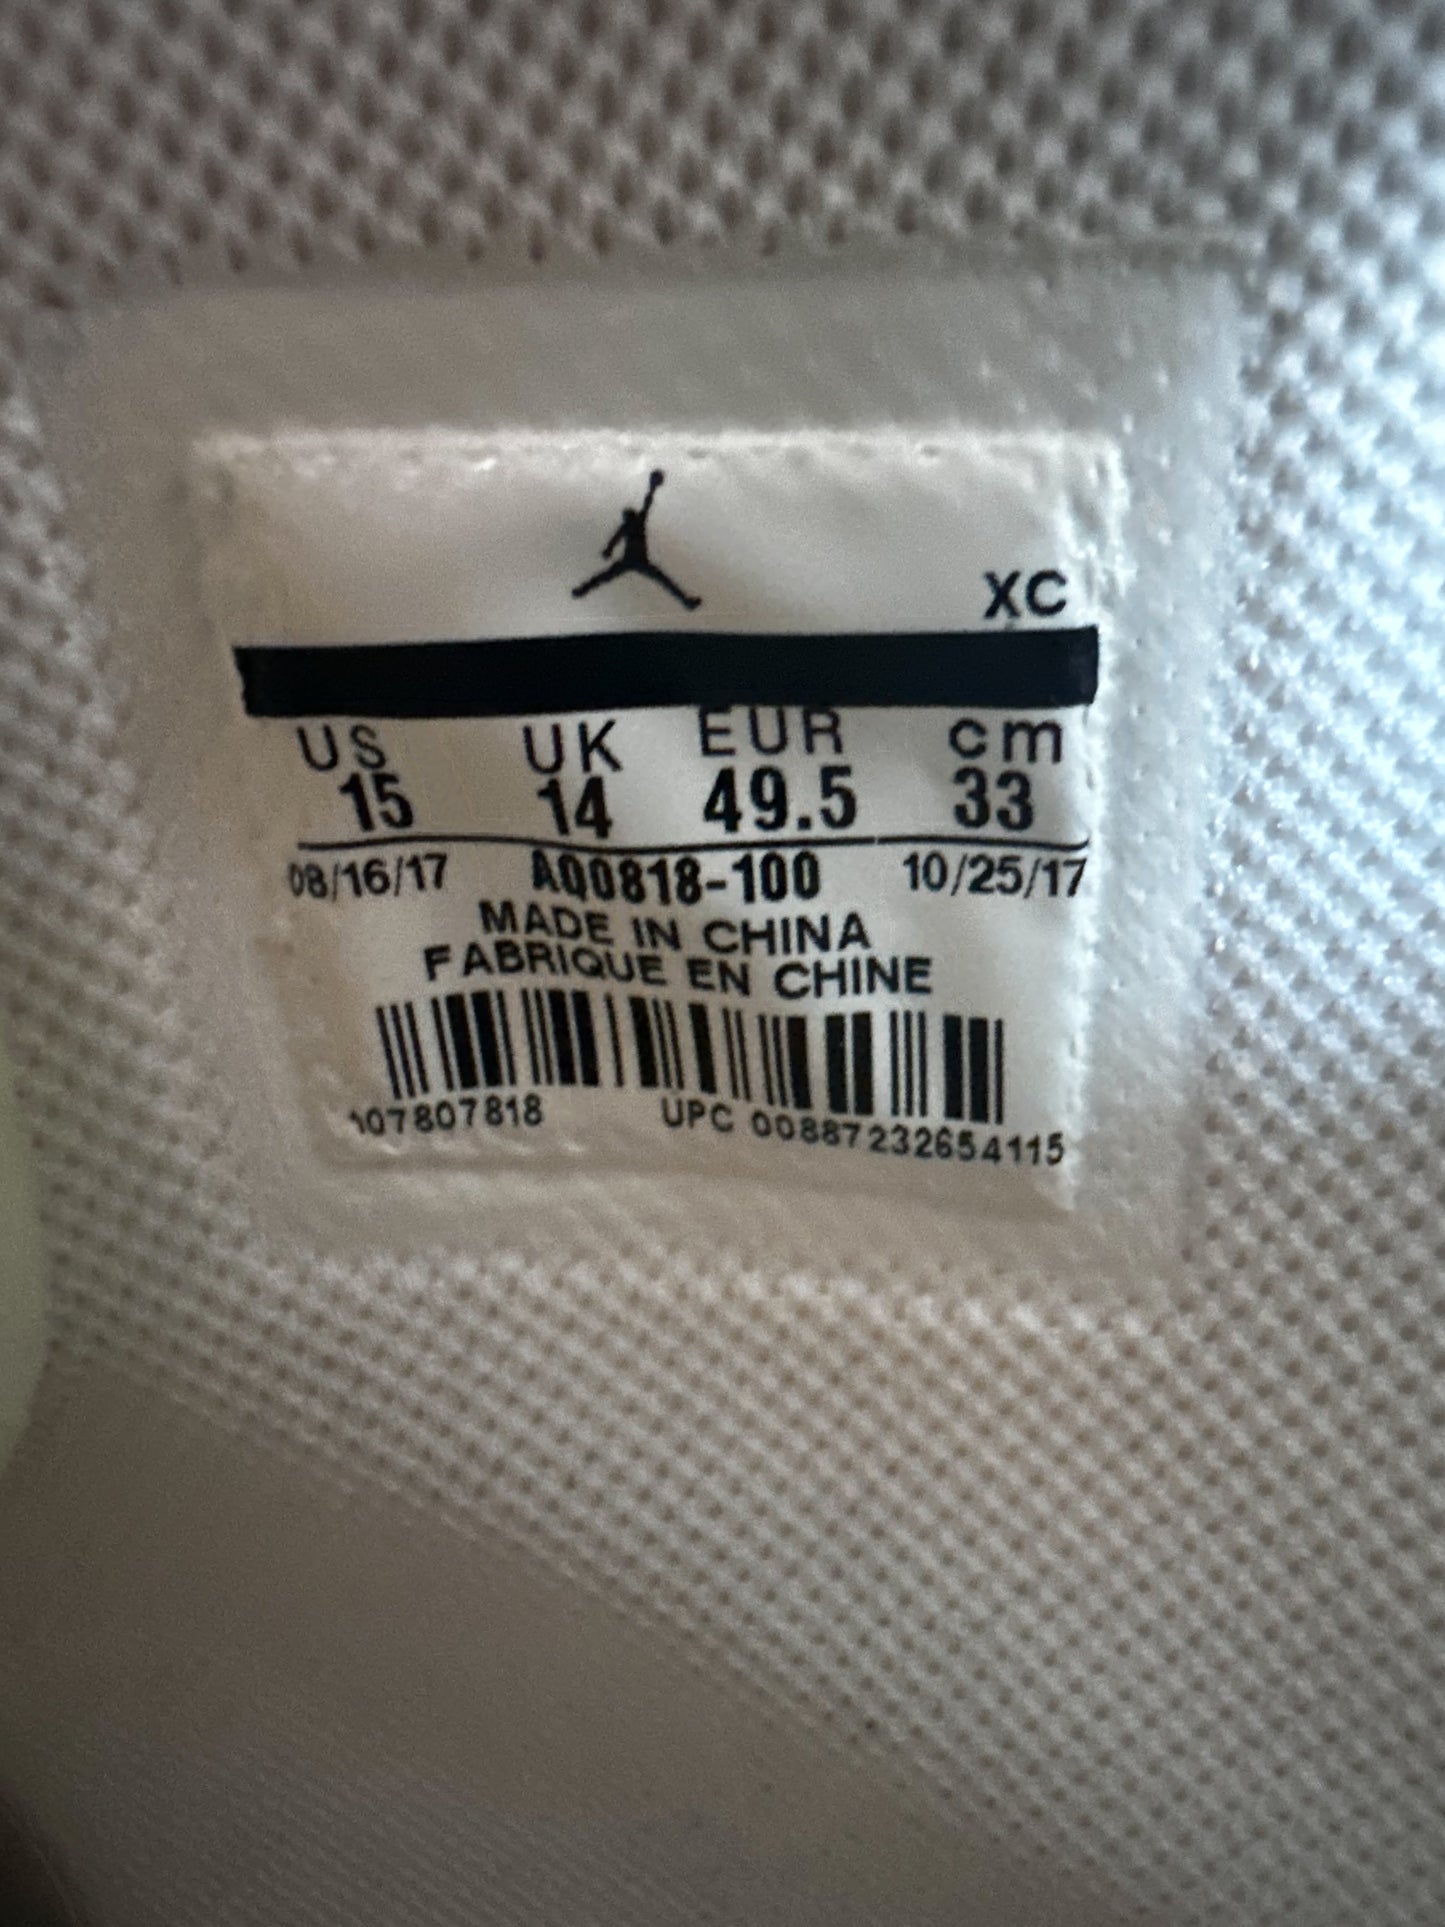 XC
US UK EUR cm
15 14 49.5 33
08/16/17 AQ0818-100 10/25/17
MADE IN CHINA
FABRIQUE EN CHINE
107807818 UPC 00887232654115